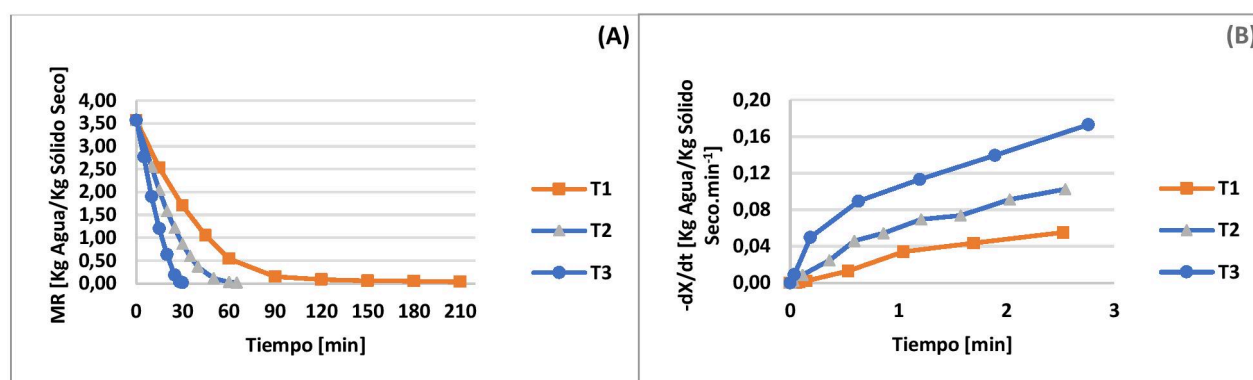 (A)
MR [Kg Agua/Kg Sólido Seco]
4,00
3,50
3,00
2,50
2,00
1,50
1,00
0,50
0,00
0 30 60 90 120 150 180 210
Tiempo [min]
T1
T2
T3
(B)
-dX/dt [Kg Agua/Kg Sólido
Seco.min⁻¹]
0,20
0,16
0,12
0,08
0,04
0,00
0 1 2 3
Tiempo [min]
T1
T2
T3